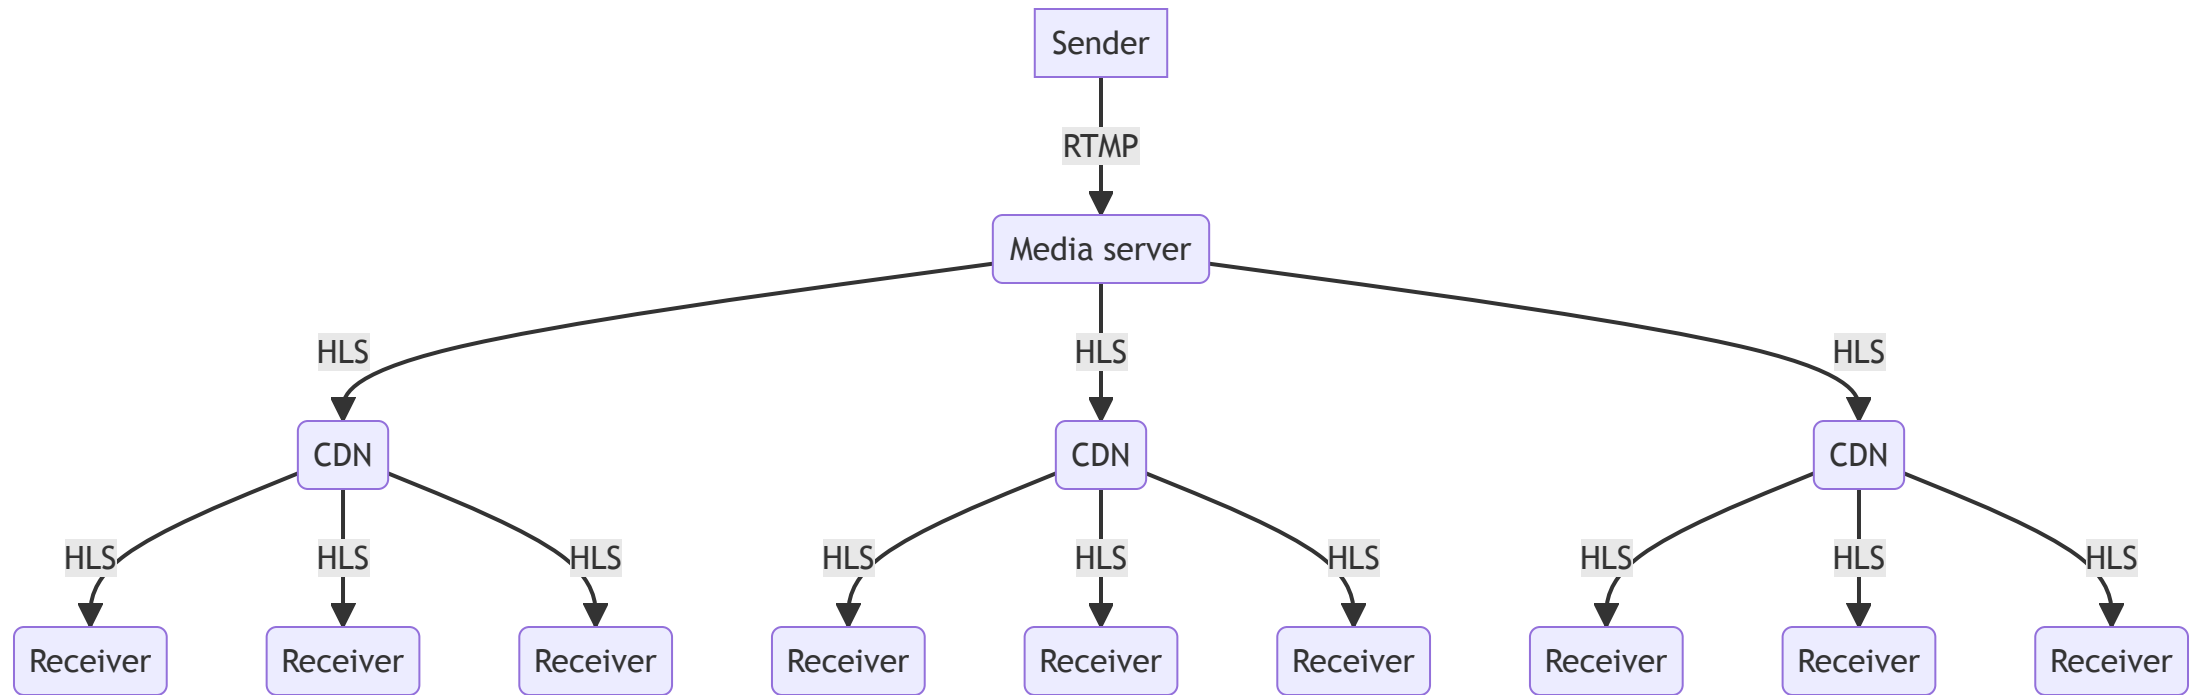 Sender
RTMP
Media server
HLS HLS HLS
CDN CDN CDN
HLS HLS HLS HLS HLS HLS HLS HLS HLS
Receiver Receiver Receiver Receiver Receiver Receiver Receiver Receiver Receiver